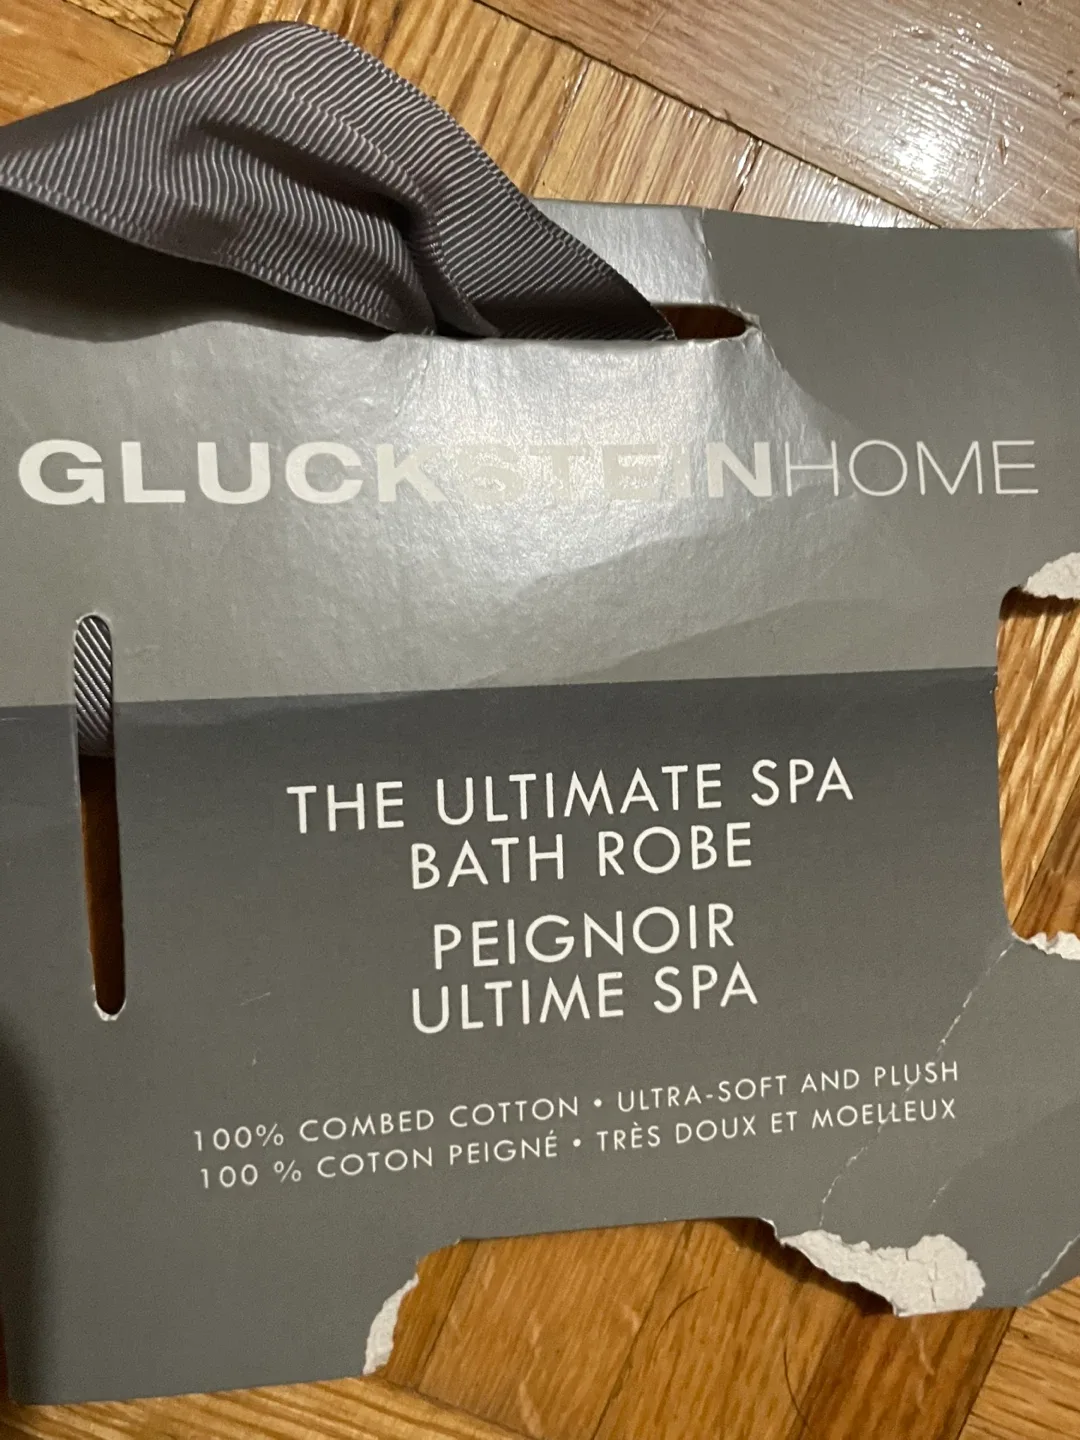 GLUCKSTEINHOME
THE ULTIMATE SPA
BATH ROBE
PEIGNOIR
ULTIME SPA
100% COMBED COTTON • ULTRA-SOFT AND PLUSH
100 % COTON PEIGNÉ • TRÈS DOUX ET MOELLEUX